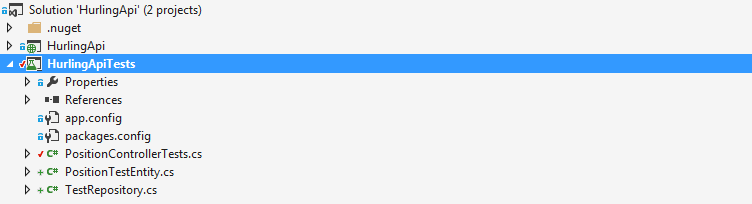 Solution 'HurlingApi' (2 projects)
.nuget
HurlingApi
HurlingApiTests
Properties
References
app.config
packages.config
C# PositionControllerTests.cs
C# PositionTestEntity.cs
C# TestRepository.cs